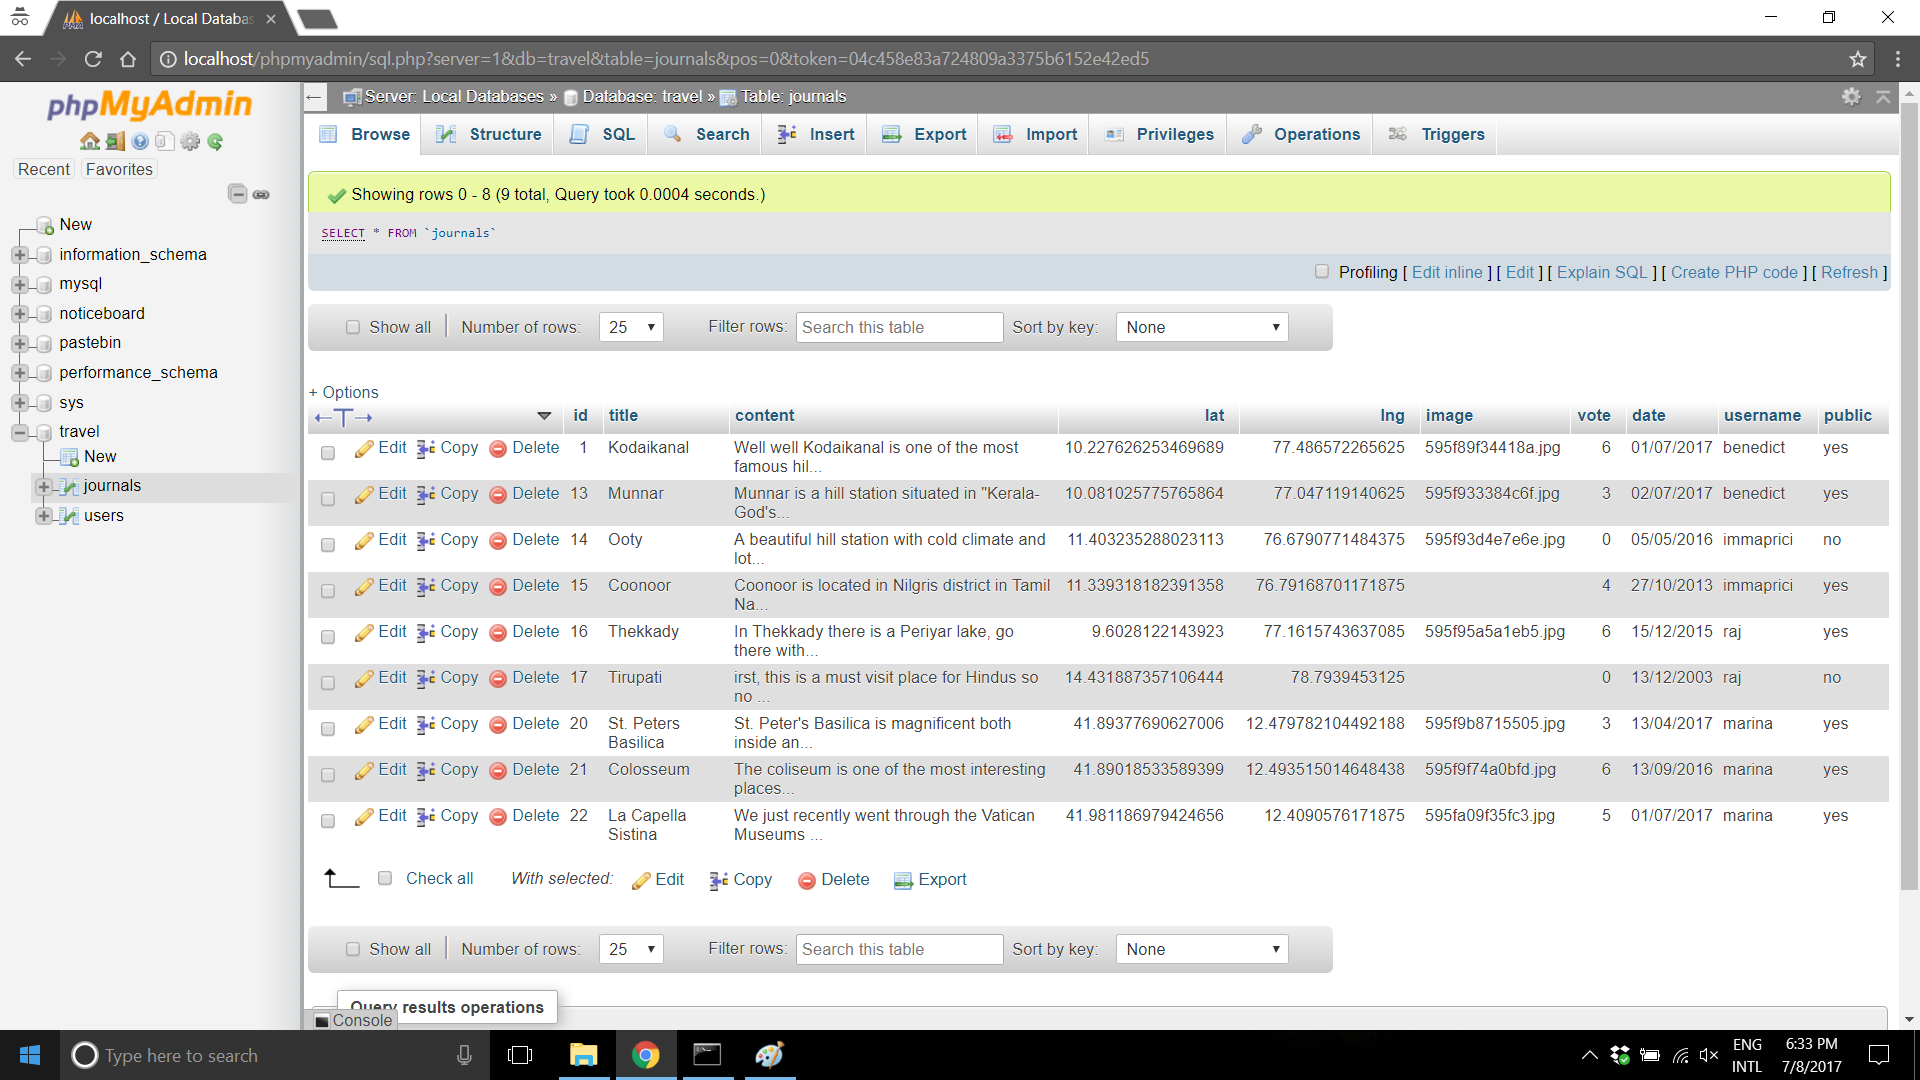 localhost / Local Databas
localhost/phpmyadmin/sql.php?server=1&db=travel&table=journals&pos=0&token=04c458e83a724809a3375b6152e42ed5
phpMyAdmin
Recent Favorites
New
information_schema
mysql
noticeboard
pastebin
performance_schema
sys
travel
New
journals
users
Server: Local Databases » Database: travel » Table: journals
Browse Structure SQL Search Insert Export Import Privileges Operations Triggers
Showing rows 0 - 8 (9 total, Query took 0.0004 seconds.)
SELECT * FROM `journals`
Profiling [ Edit inline ] [ Edit ] [ Explain SQL ] [ Create PHP code ] [ Refresh ]
Show all Number of rows: 25 Filter rows: Search this table Sort by key: None
+ Options
id title content lat lng image vote date username public
Edit Copy Delete 1 Kodaikanal Well well Kodaikanal is one of the most 10.227626253469689 77.486572265625 595f89f34418a.jpg 6 01/07/2017 benedict yes
famous hil...
Edit Copy Delete 13 Munnar Munnar is a hill station situated in "Kerala- 10.081025775765864 77.047119140625 595f933384c6f.jpg 3 02/07/2017 benedict yes
God's...
Edit Copy Delete 14 Ooty A beautiful hill station with cold climate and 11.403235288023113 76.6790771484375 595f93d4e7e6e.jpg 0 05/05/2016 immaprici no
lot...
Edit Copy Delete 15 Coonoor Coonoor is located in Nilgris district in Tamil 11.339318182391358 76.79168701171875 4 27/10/2013 immaprici yes
Na...
Edit Copy Delete 16 Thekkady In Thekkady there is a Periyar lake, go 9.6028122143923 77.1615743637085 595f95a5a1eb5.jpg 6 15/12/2015 raj yes
there with...
Edit Copy Delete 17 Tirupati irst, this is a must visit place for Hindus so 14.431887357106444 78.7939453125 0 13/12/2003 raj no
no ...
Edit Copy Delete 20 St. Peters St. Peter's Basilica is magnificent both 41.89377690627006 12.479782104492188 595f9b8715505.jpg 3 13/04/2017 marina yes
Basilica inside an...
Edit Copy Delete 21 Colosseum The coliseum is one of the most interesting 41.89018533589399 12.493515014648438 595f9f74a0bfd.jpg 6 13/09/2016 marina yes
places...
Edit Copy Delete 22 La Capella We just recently went through the Vatican 41.981186979424656 12.4090576171875 595fa09f35fc3.jpg 5 01/07/2017 marina yes
Sistina Museums ...
Check all With selected: Edit Copy Delete Export
Show all Number of rows: 25 Filter rows: Search this table Sort by key: None
Query results operations
Console
Type here to search
ENG 6:33 PM
INTL 7/8/2017